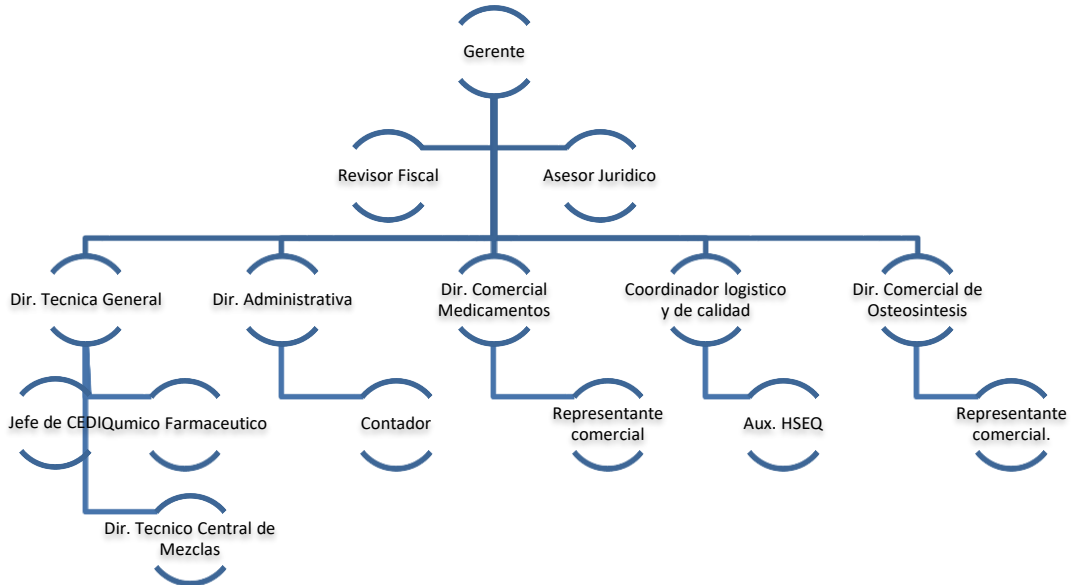 Gerente
Revisor Fiscal
Asesor Juridico
Dir. Tecnica General
Dir. Administrativa
Dir. Comercial
Medicamentos
Coordinador logistico
y de calidad
Dir. Comercial de
Osteosintesis
Jefe de CEDI
Qumico Farmaceutico
Contador
Representante
comercial
Aux. HSEQ
Representante
comercial.
Dir. Tecnico Central de
Mezclas